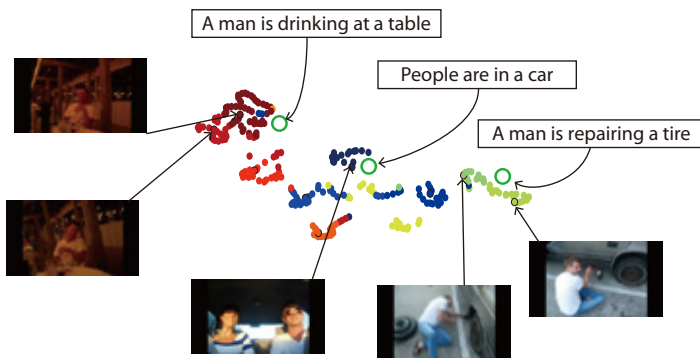 A man is drinking at a table
People are in a car
A man is repairing a tire